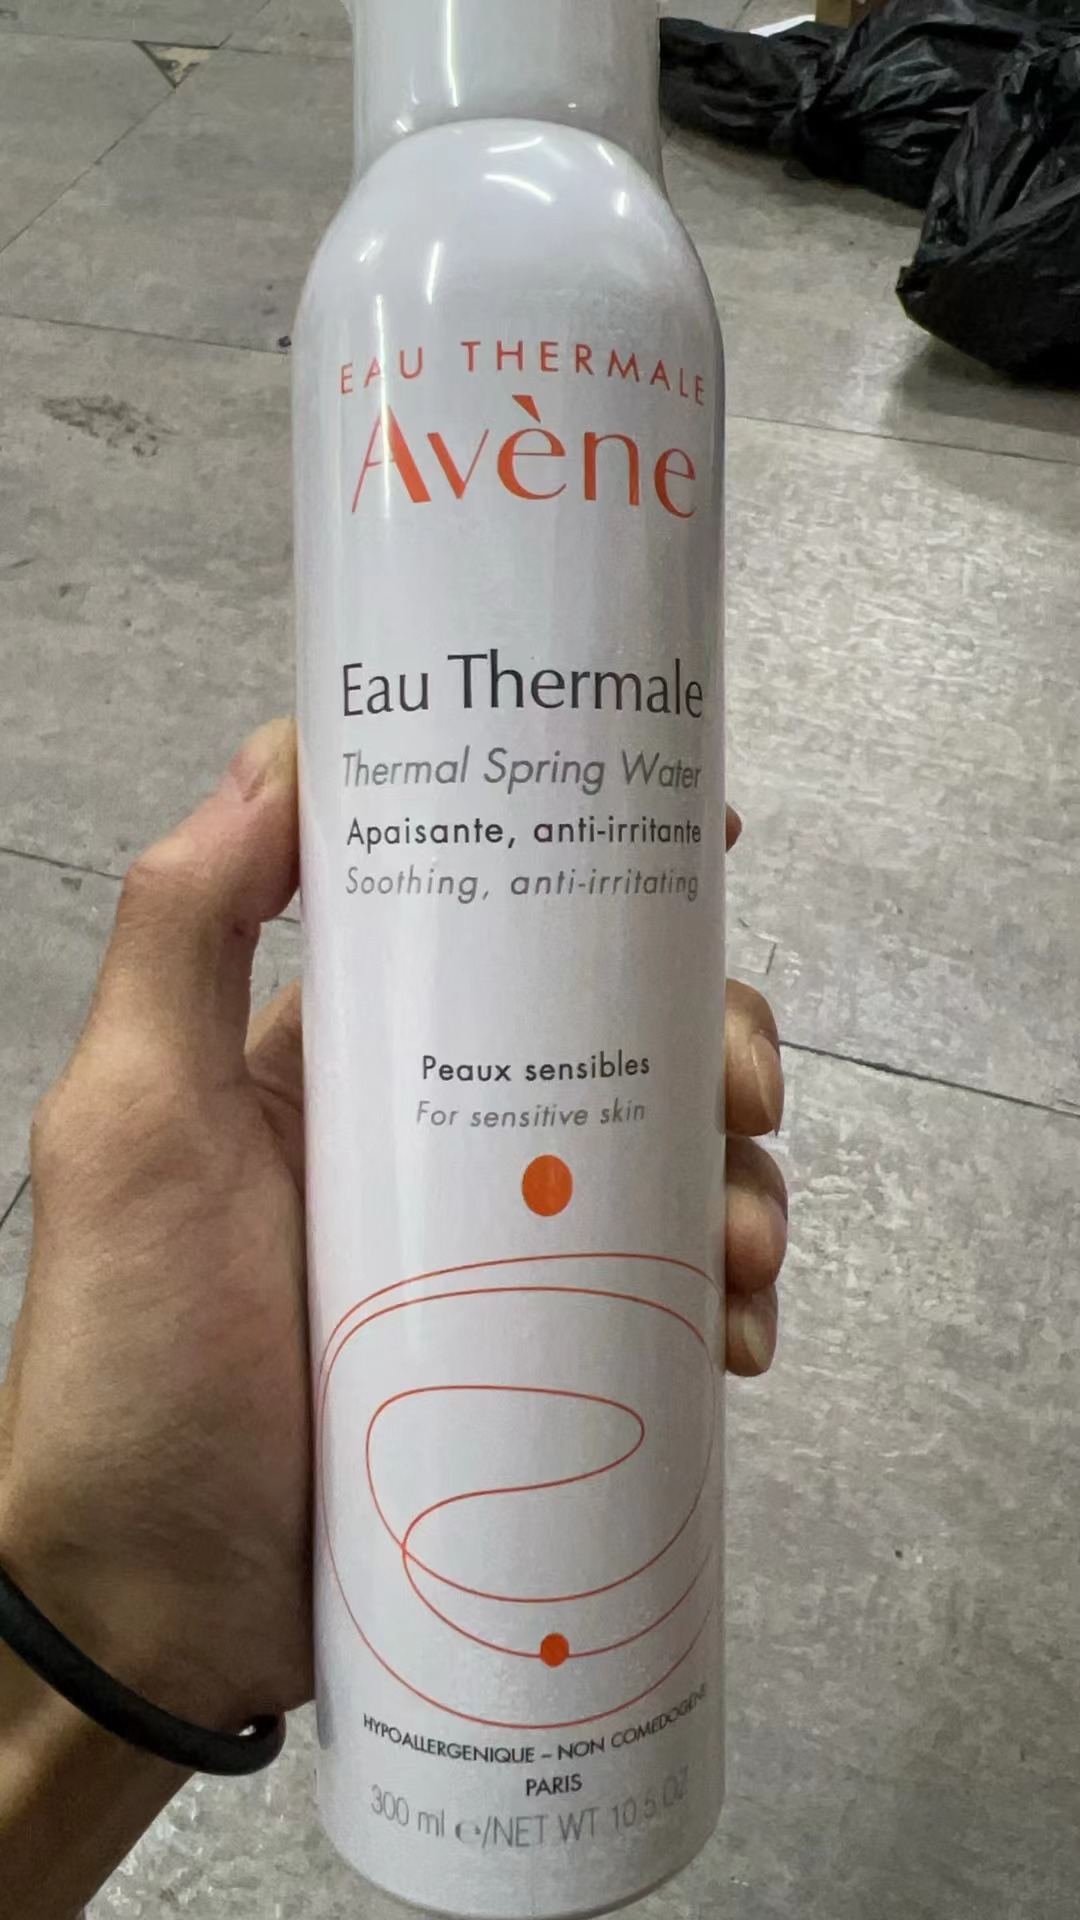 EAU THERMALE
Avène
Eau Thermale
Thermal Spring Water
Apaisante, anti-irritante
Soothing, anti-irritating
Peaux sensibles
For sensitive skin
HYPOALLERGENIQUE – NON COMEDOGENE
PARIS
300 ml e/NET WT 10.5 OZ